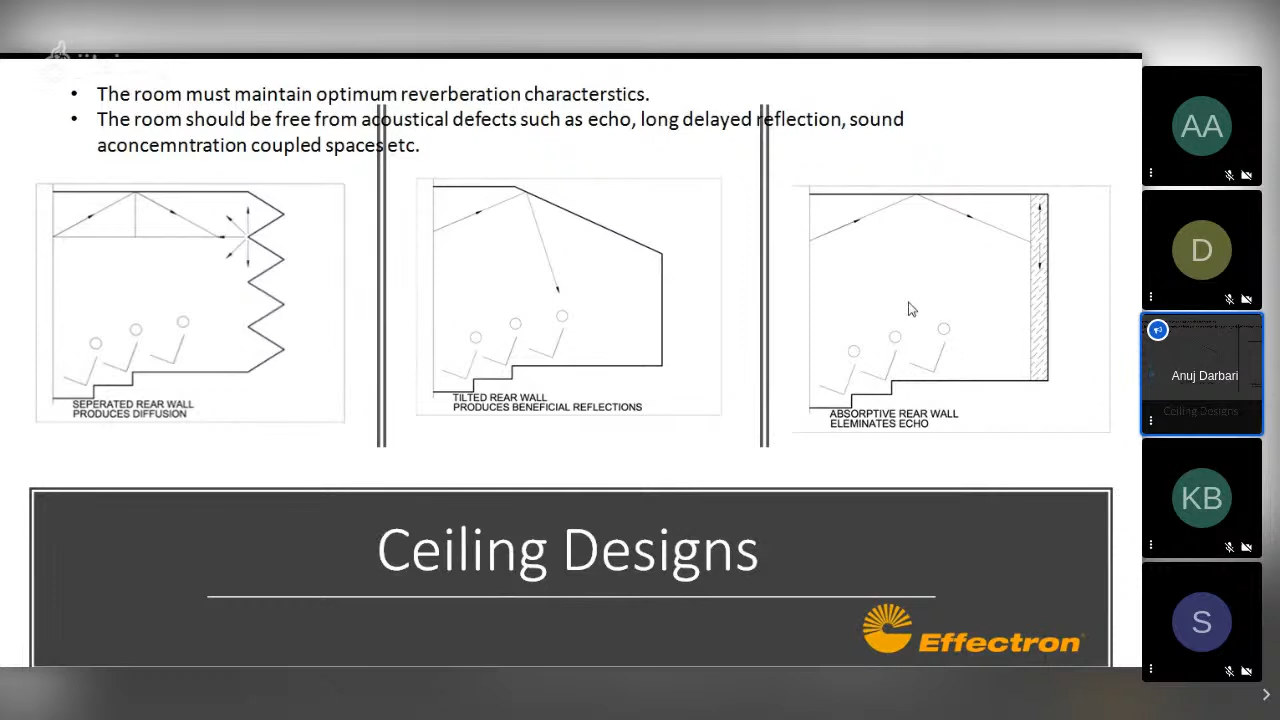 • The room must maintain optimum reverberation characterstics.
• The room should be free from acoustical defects such as echo, long delayed reflection, sound
aconcemntration coupled spaces etc.
SEPERATED REAR WALL
PRODUCES DIFFUSION
TILTED REAR WALL
PRODUCES BENEFICIAL REFLECTIONS
ABSORPTIVE REAR WALL
ELEMINATES ECHO
Ceiling Designs
Effectron
AA
D
Anuj Darbari
Ceiling Designs
KB
S